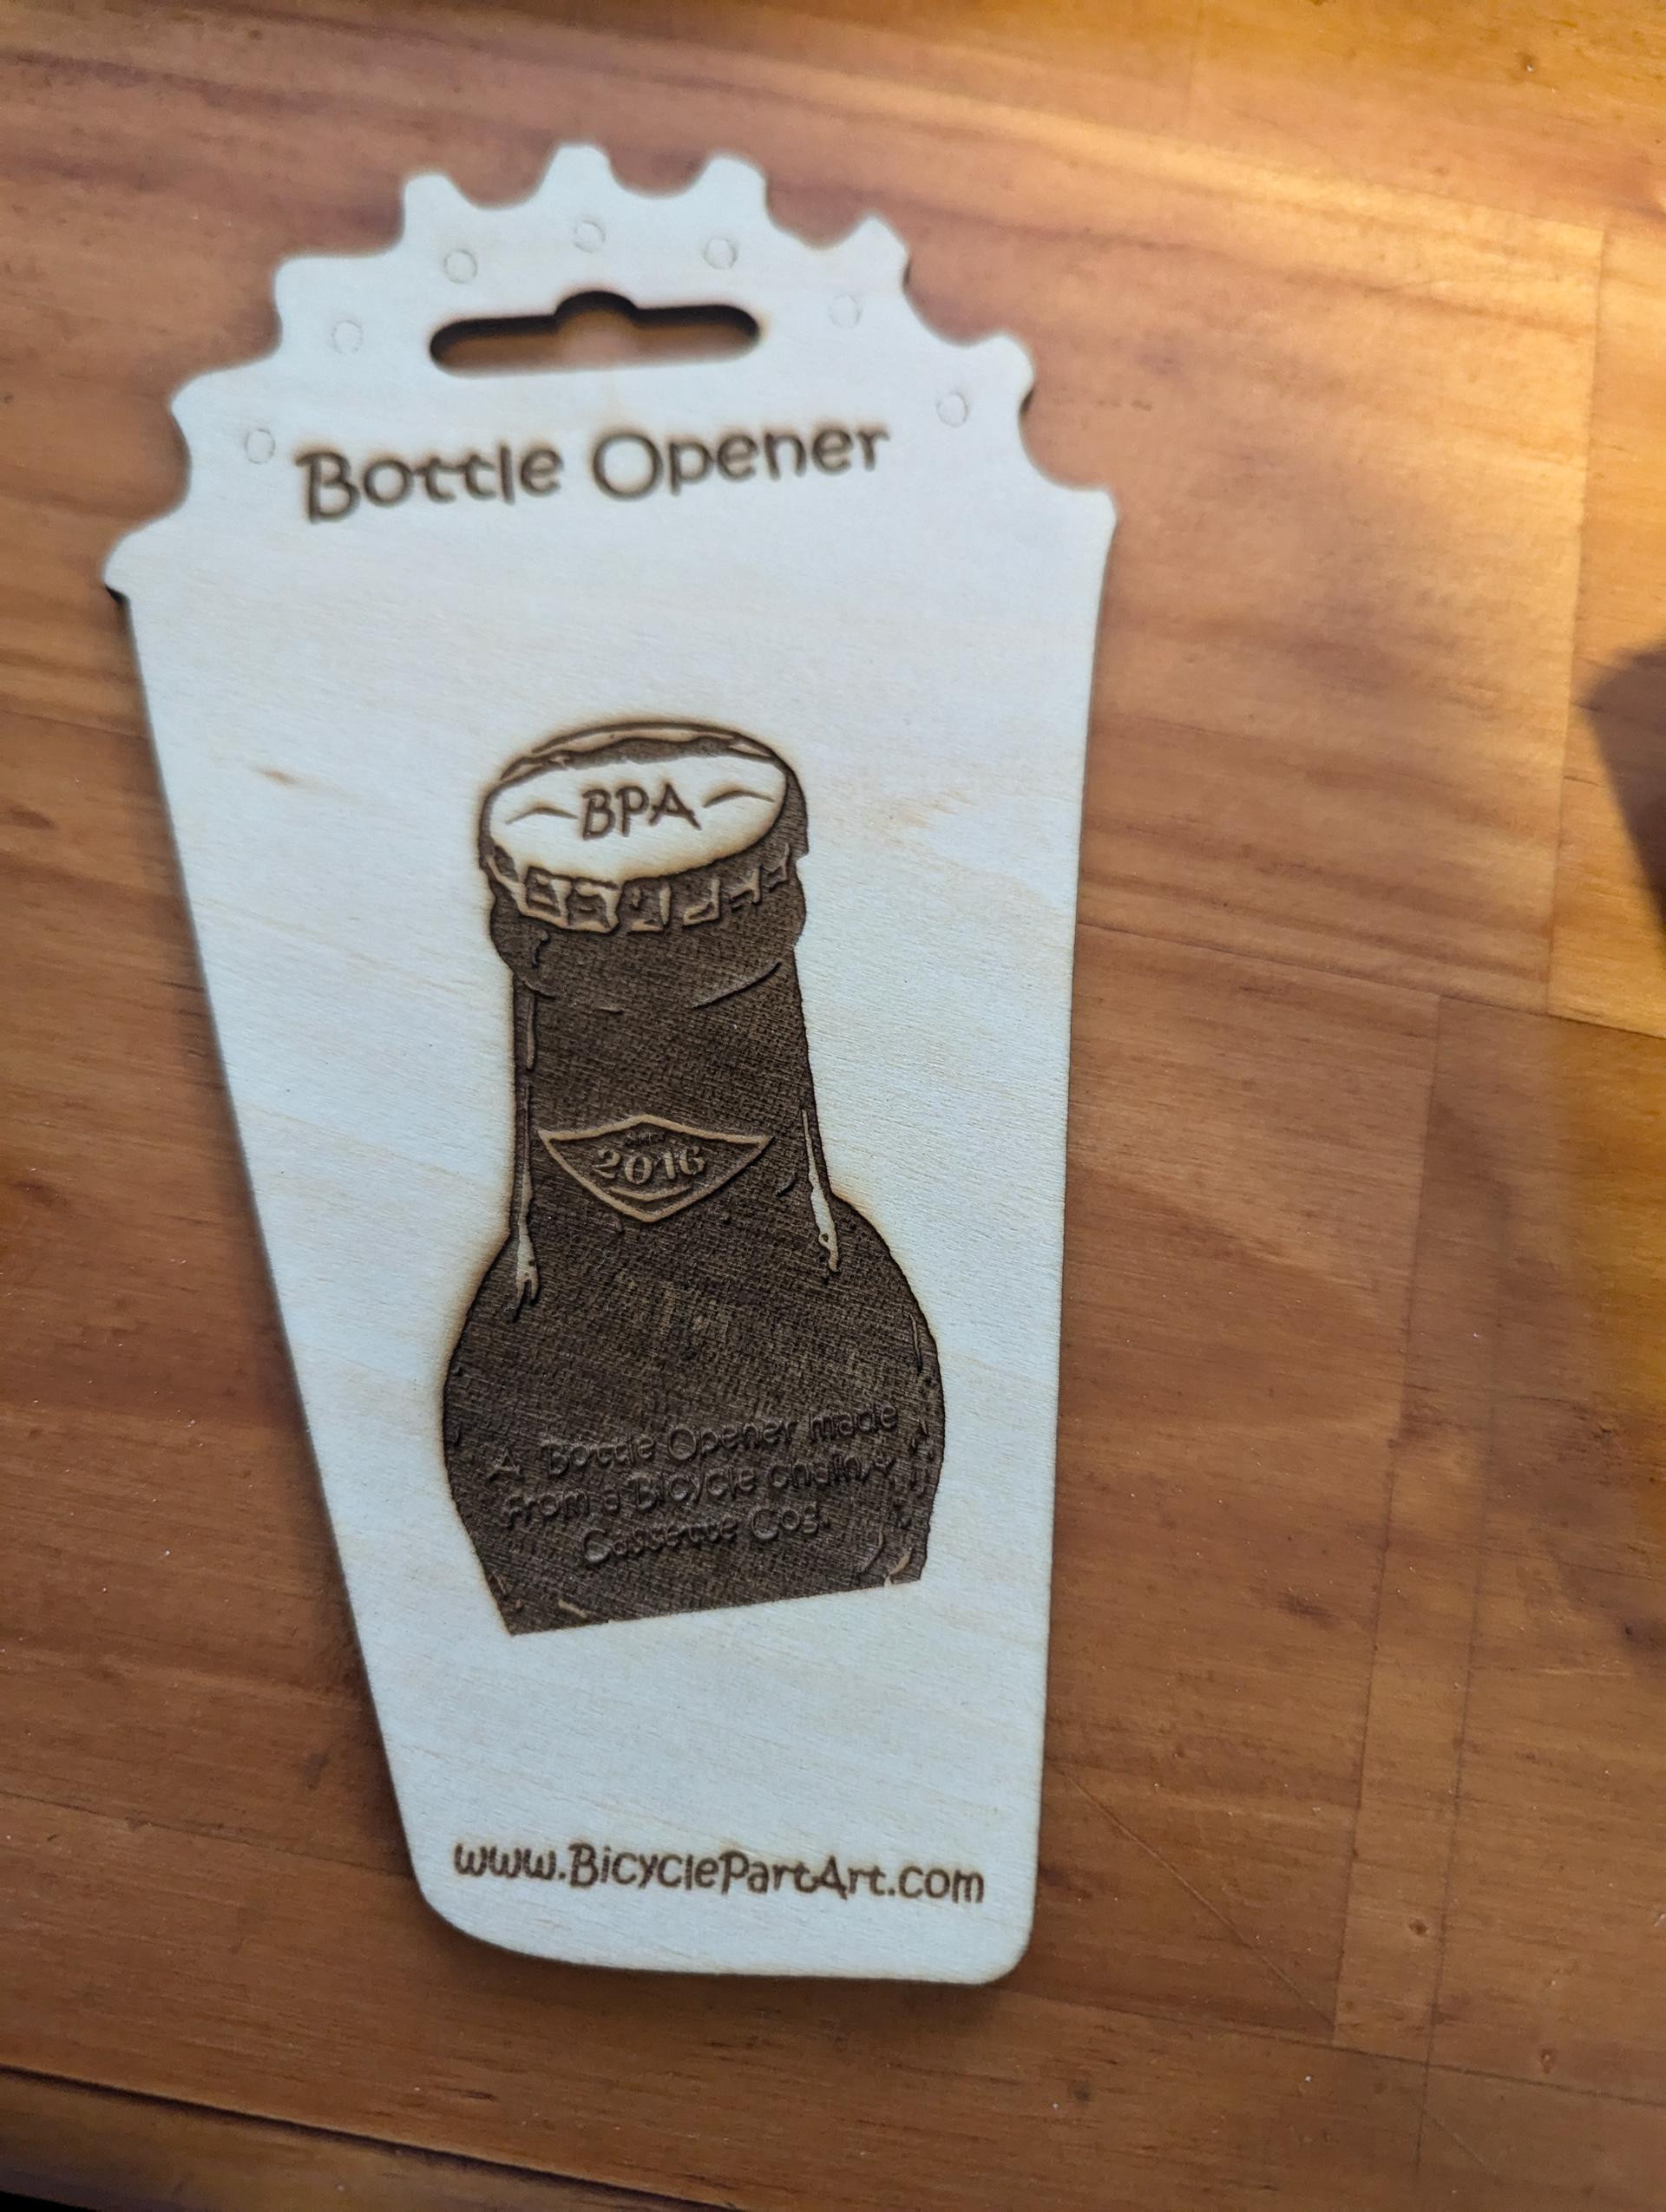 Bottle Opener
BPA
2016
A Bottle Opener made
from a Bicycle chain &
Cassette Cog.
www.BicyclePartArt.com